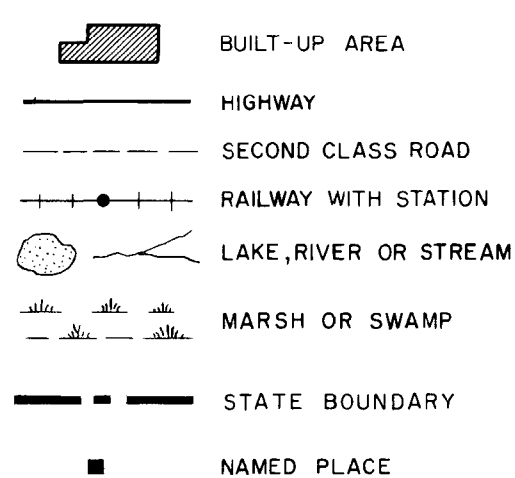 BUILT-UP AREA
HIGHWAY
SECOND CLASS ROAD
RAILWAY WITH STATION
LAKE, RIVER OR STREAM
MARSH OR SWAMP
STATE BOUNDARY
NAMED PLACE